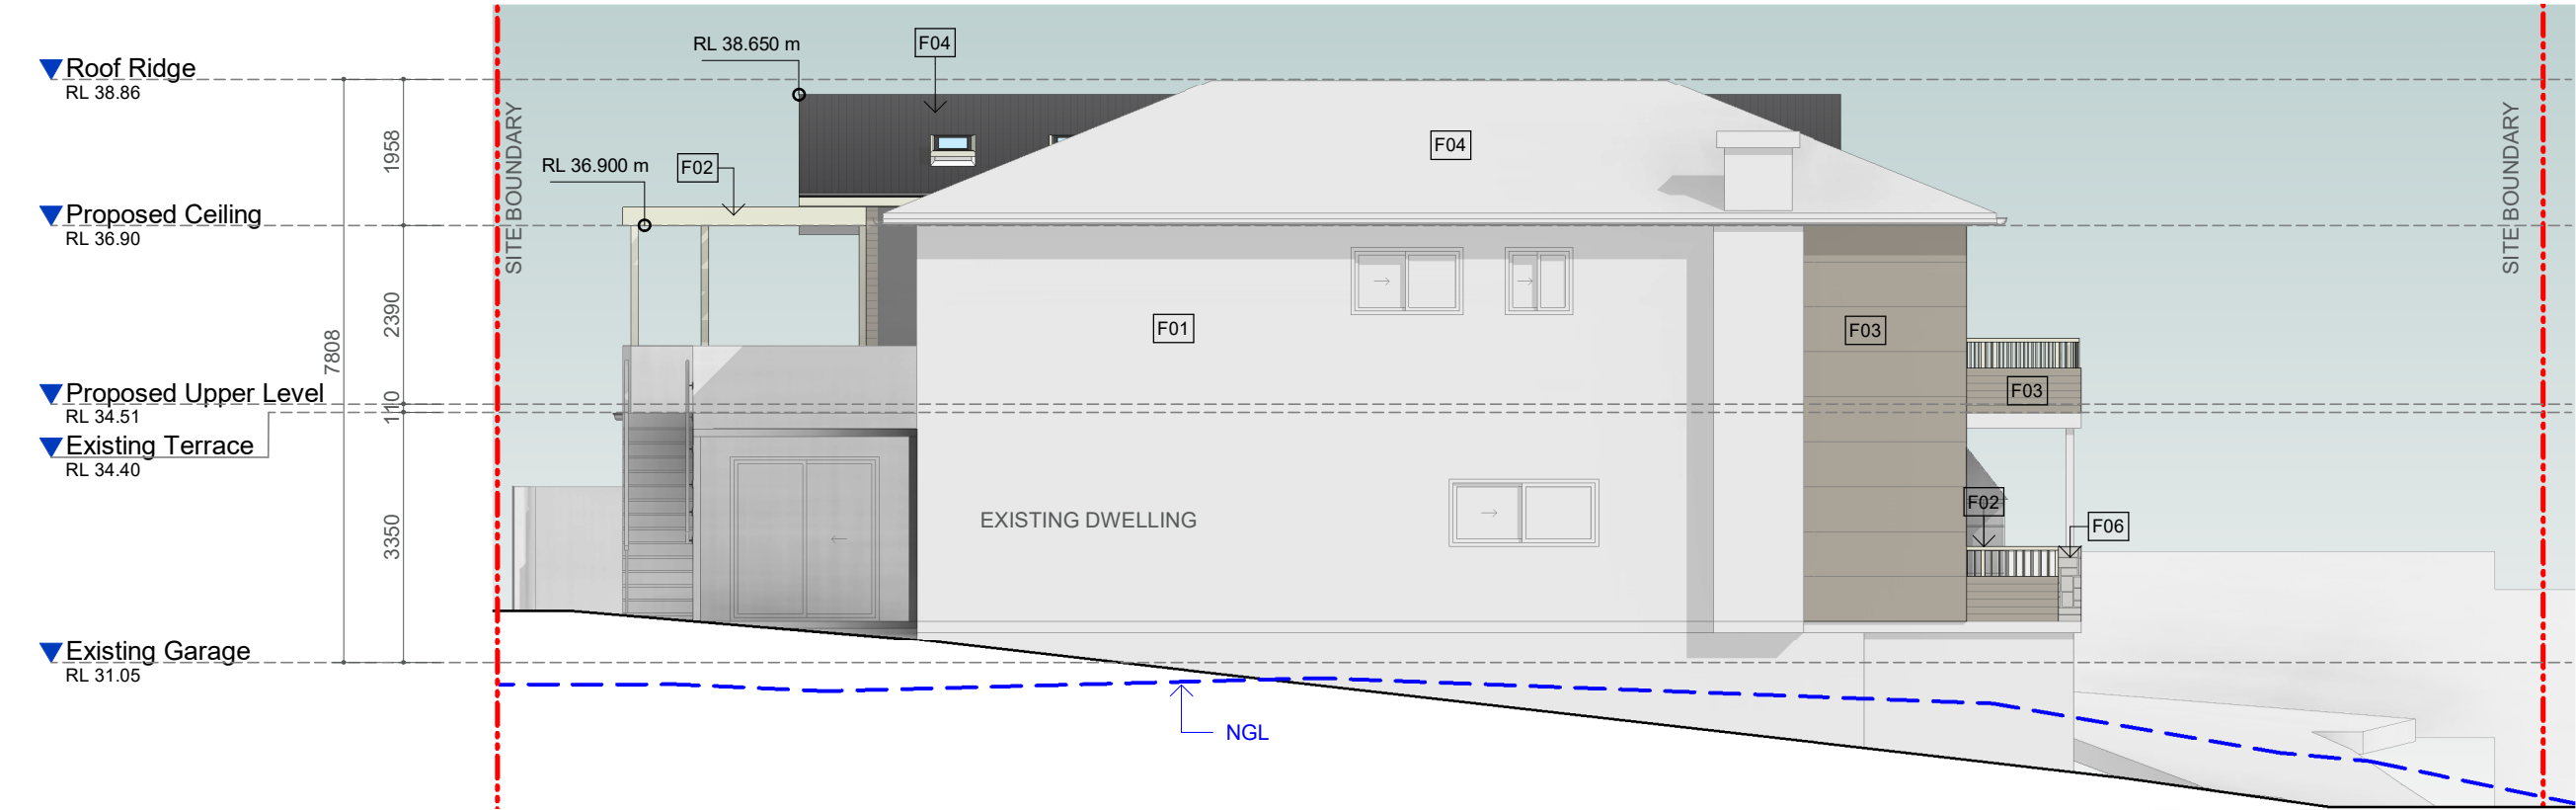 Roof Ridge
RL 38.86
Proposed Ceiling
RL 36.90
Proposed Upper Level
RL 34.51
Existing Terrace
RL 34.40
Existing Garage
RL 31.05
7808
1958
2390
110
3350
SITE BOUNDARY
RL 38.650 m
F04
RL 36.900 m
F02
F04
F01
F03
F03
EXISTING DWELLING
F02
F06
NGL
SITE BOUNDARY